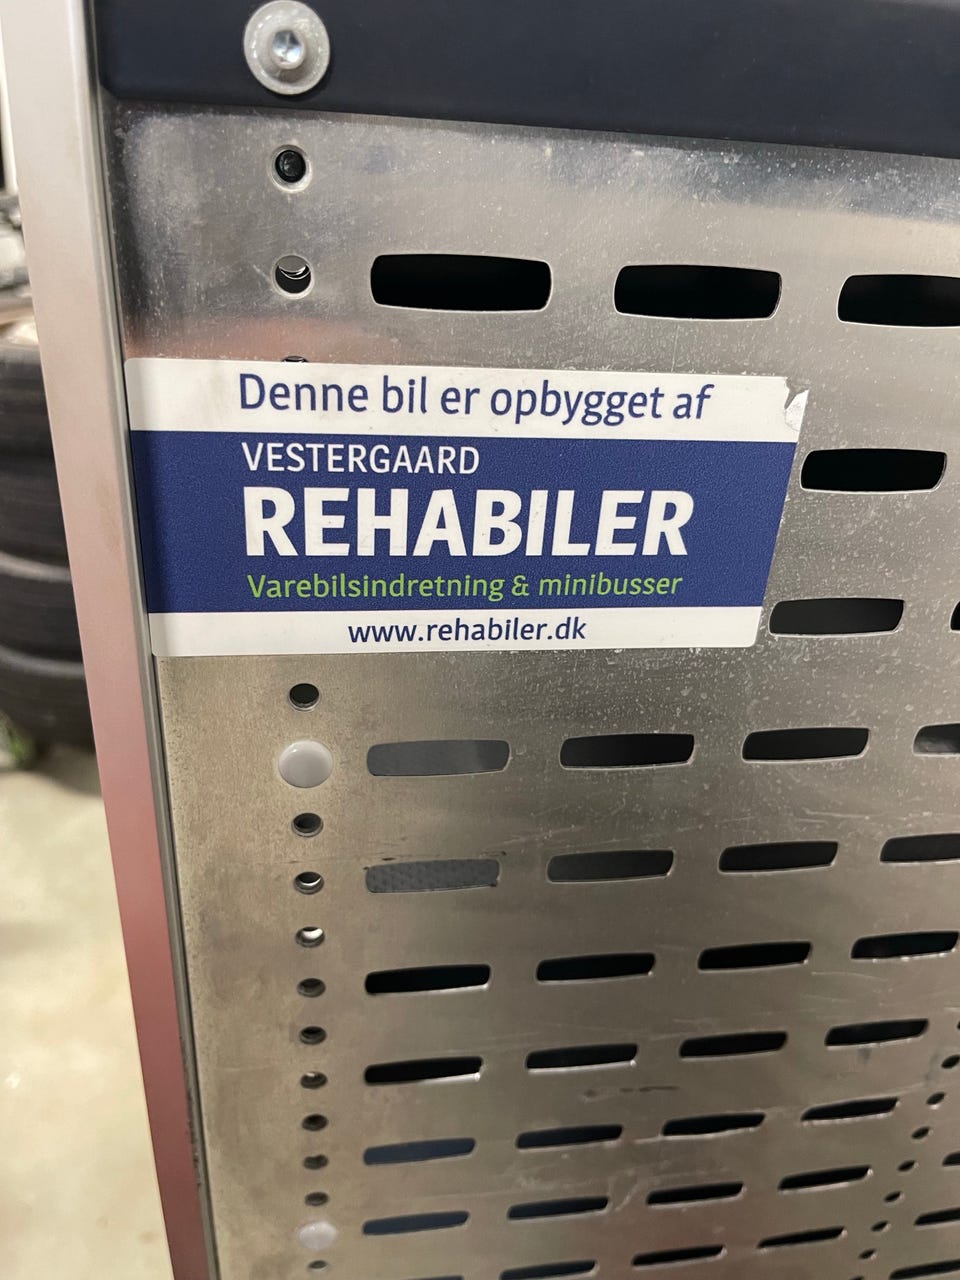 Denne bil er opbygget af
VESTERGAARD
REHABILER
Varebilsindretning & minibusser
www.rehabiler.dk